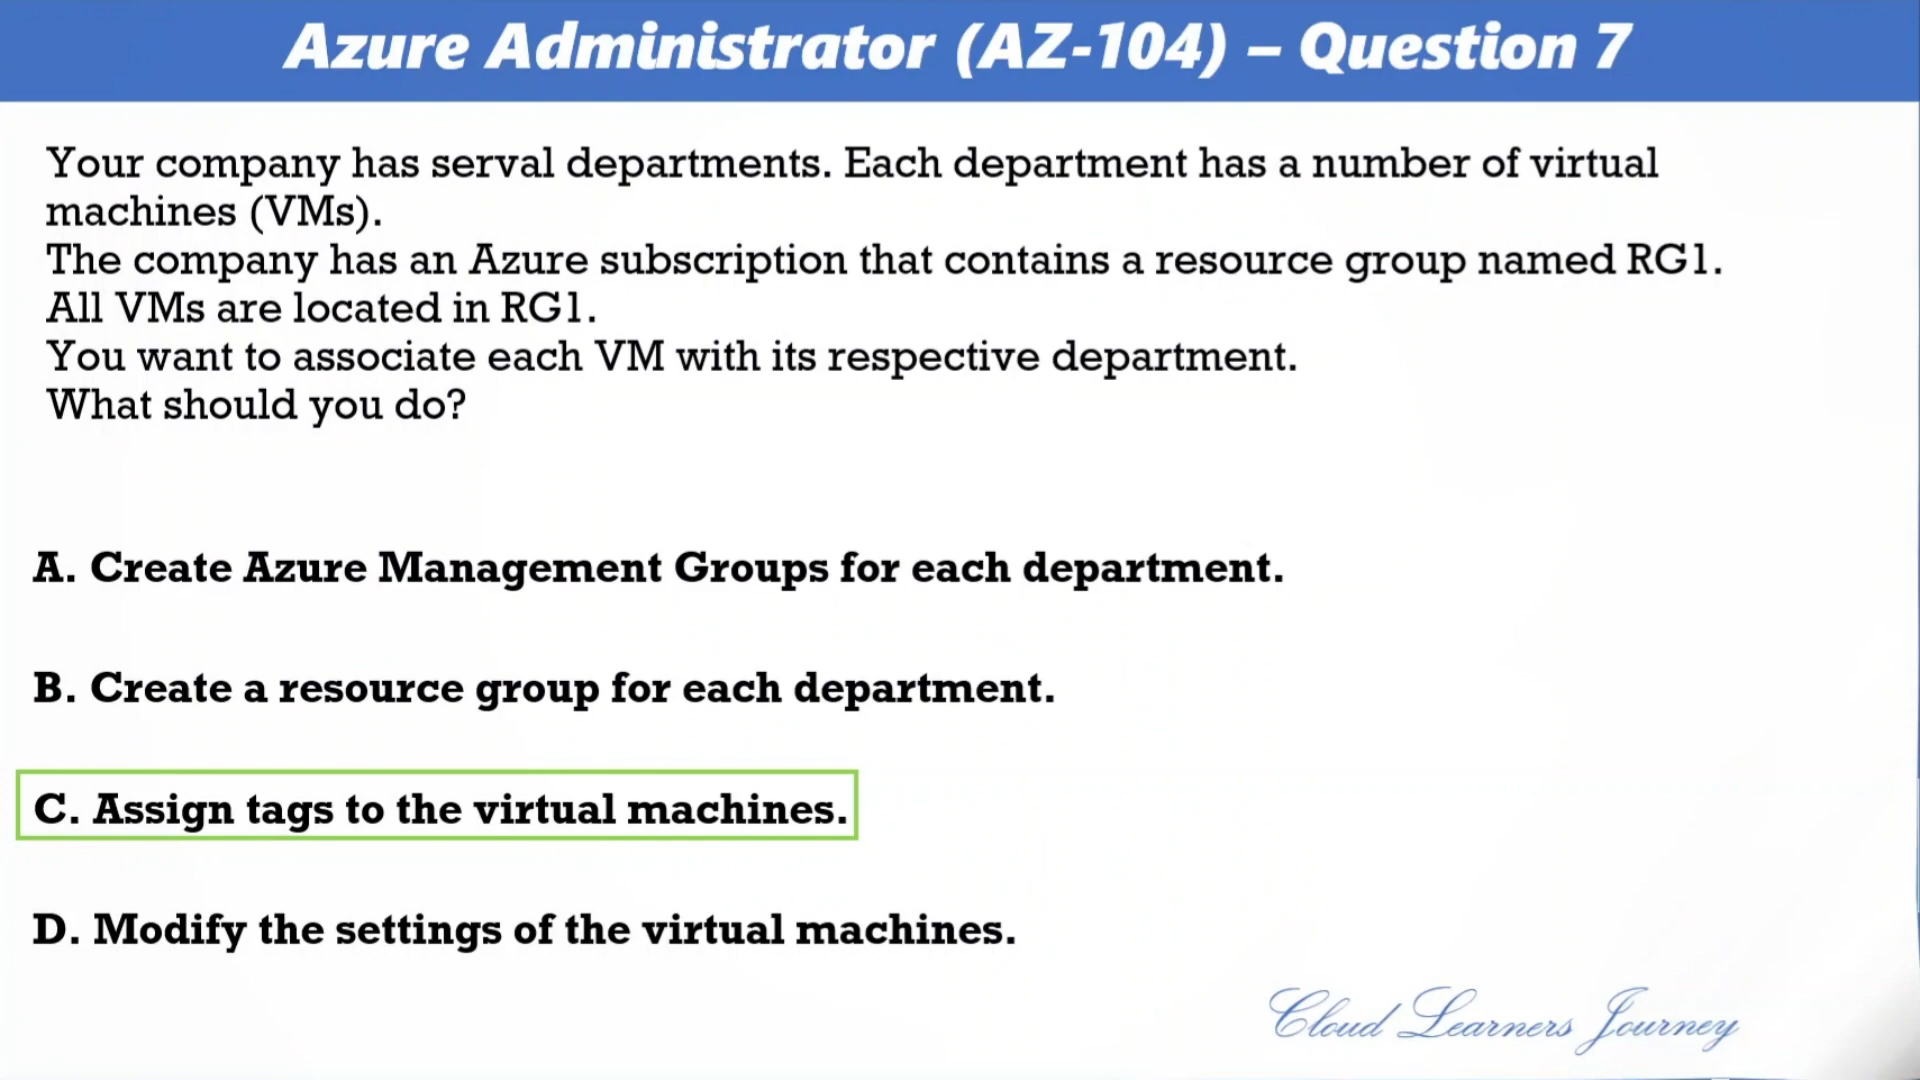 Azure Administrator (AZ-104) – Question 7
Your company has serval departments. Each department has a number of virtual
machines (VMs).
The company has an Azure subscription that contains a resource group named RG1.
All VMs are located in RG1.
You want to associate each VM with its respective department.
What should you do?
A. Create Azure Management Groups for each department.
B. Create a resource group for each department.
C. Assign tags to the virtual machines.
D. Modify the settings of the virtual machines.
Cloud Learners Journey